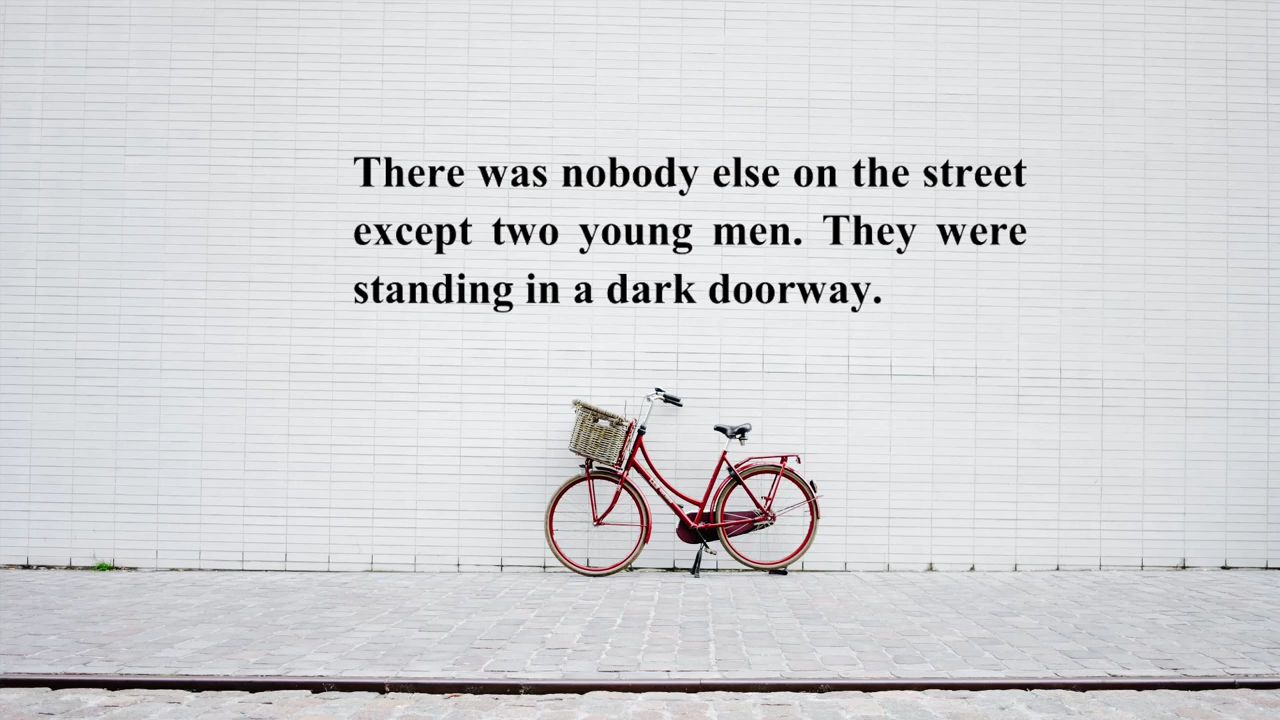 There was nobody else on the street
except two young men. They were
standing in a dark doorway.